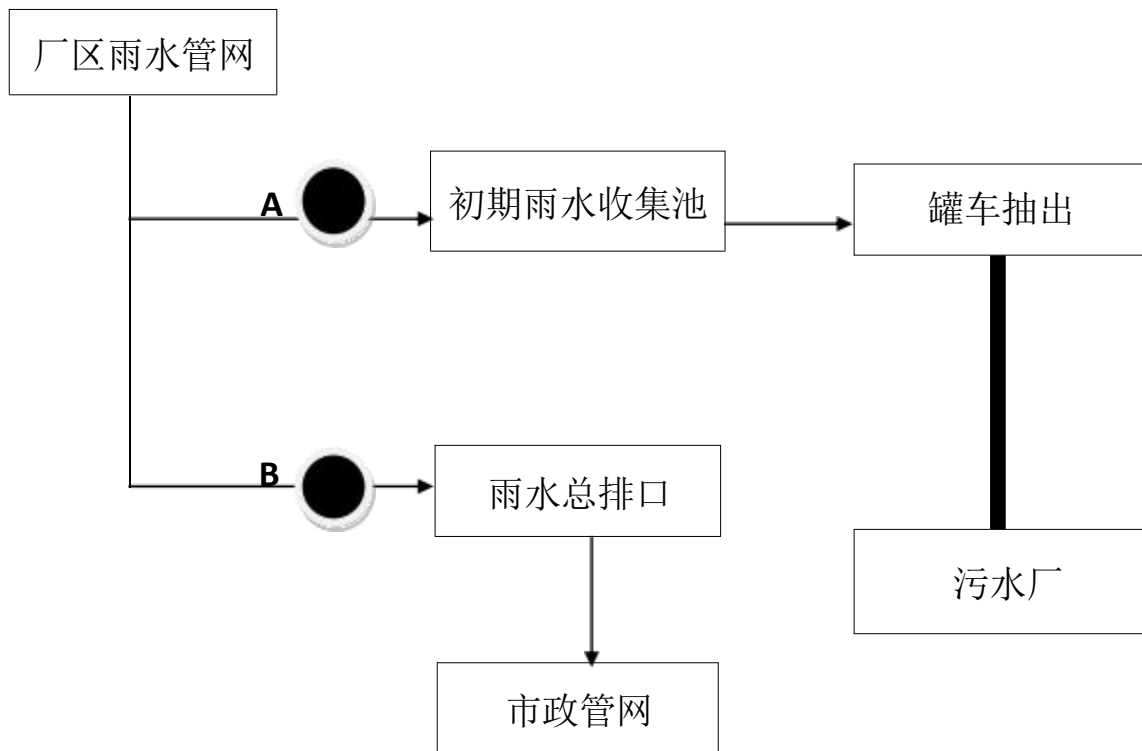 厂区雨水管网
A
初期雨水收集池
罐车抽出
B
雨水总排口
污水厂
市政管网